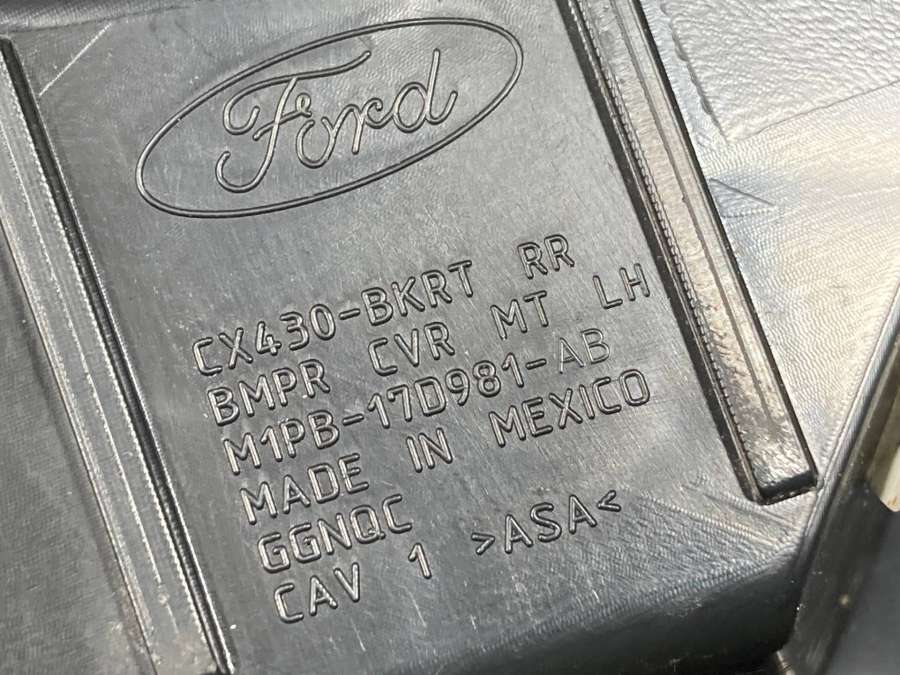 Ford
CX430-BKRT RR
BMPR CVR MT LH
M1PB-17D981-AB
MADE IN MEXICO
GGNQC
CAV 1 >ASA<